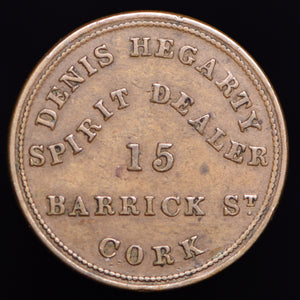 DENIS HEGARTY
SPIRIT DEALER
15
BARRICK ST
CORK